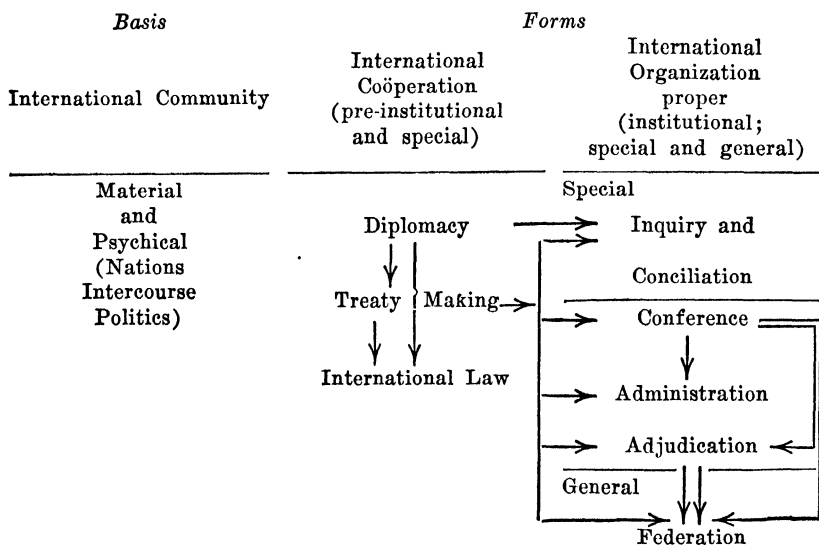 Basis
Forms
International Community
International
Coöperation
(pre-institutional
and special)
International
Organization
proper
(institutional;
special and general)
Material
and
Psychical
(Nations
Intercourse
Politics)
Diplomacy
Treaty Making
International Law
Special
Inquiry and
Conciliation
Conference
Administration
Adjudication
General
Federation